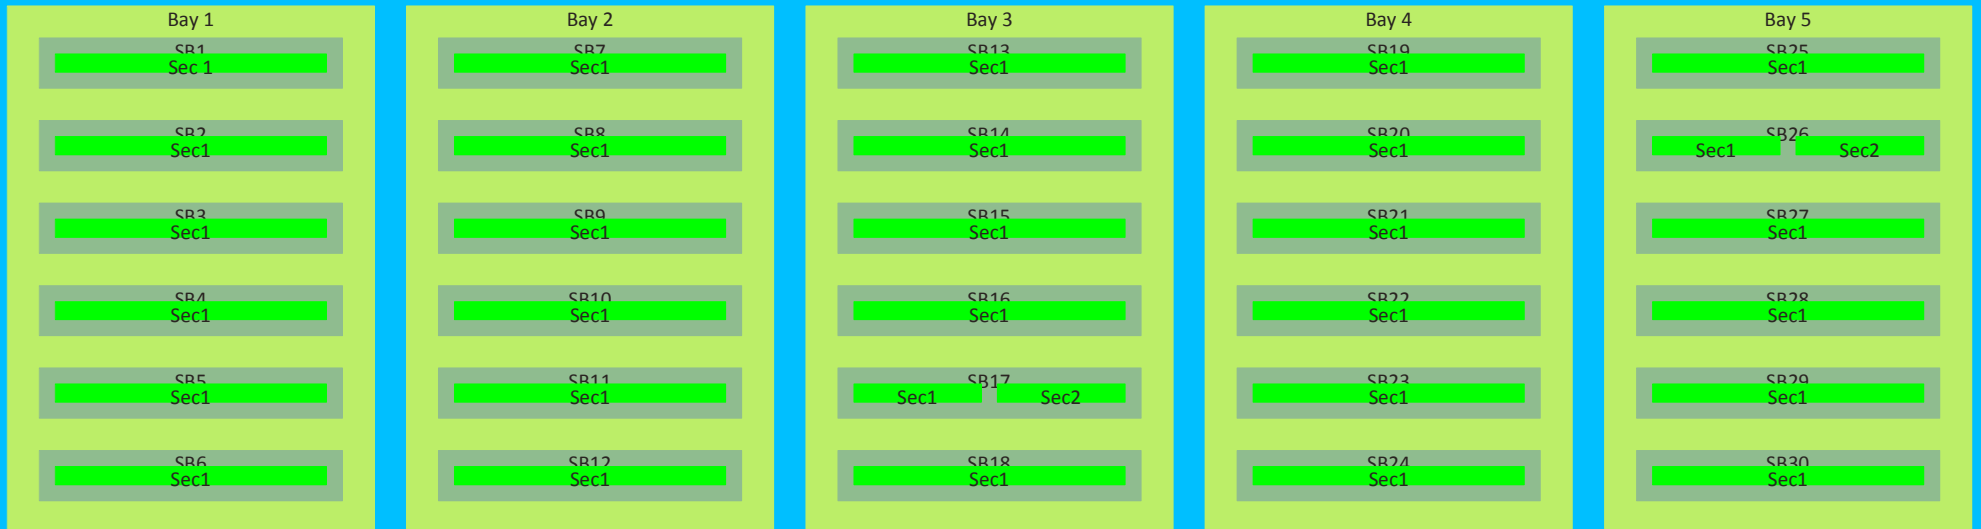 Bay 1
SB1
Sec 1
SB2
Sec1
SB3
Sec1
SB4
Sec1
SB5
Sec1
SB6
Sec1
Bay 2
SB7
Sec1
SB8
Sec1
SB9
Sec1
SB10
Sec1
SB11
Sec1
SB12
Sec1
Bay 3
SB13
Sec1
SB14
Sec1
SB15
Sec1
SB16
Sec1
SB17
Sec1 Sec2
SB18
Sec1
Bay 4
SB19
Sec1
SB20
Sec1
SB21
Sec1
SB22
Sec1
SB23
Sec1
SB24
Sec1
Bay 5
SB25
Sec1
SB26
Sec1 Sec2
SB27
Sec1
SB28
Sec1
SB29
Sec1
SB30
Sec1